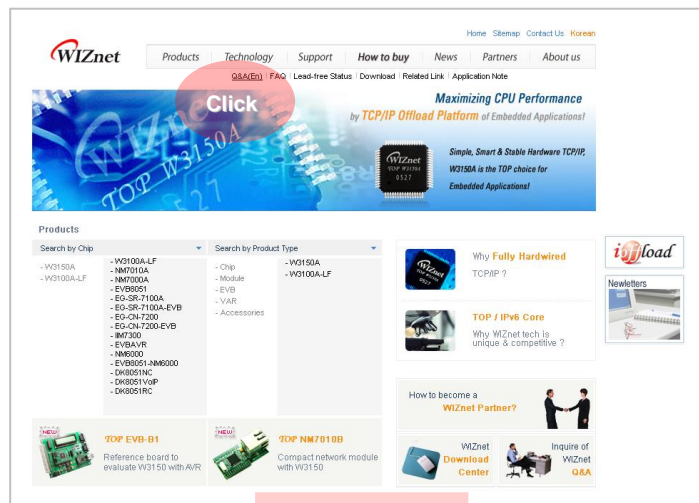 Home Sitemap Contact Us Korean
WIZnet
Products Technology Support How to buy News Partners About us
Q&A(En) FAQ Lead-free Status Download Related Link Application Note
Click
Maximizing CPU Performance
by TCP/IP Offload Platform of Embedded Applications!
WIZnet
TOP W3150A
WIZnet
TOP W3150A
0527
Simple, Smart & Stable Hardware TCP/IP,
W3150A is the TOP choice for
Embedded Applications!
Products
Search by Chip
- W3150A
- W3100A-LF
- W3100A-LF
- NM7010A
- NM7000A
- EVB8051
- EG-SR-7100A
- EG-SR-7100A-EVB
- EG-CN-7200
- EG-CN-7200-EVB
- IIM7300
- EVBAVR
- NM6000
- EVB8051-NM6000
- DK8051NC
- DK8051VoIP
- DK8051RC
Search by Product Type
- Chip
- Module
- EVB
- VAR
- Accessories
- W3150A
- W3100A-LF
WIZnet
Why Fully Hardwired
TCP/IP ?
TOP / IPv6 Core
Why WIZnet tech is
unique & competitive ?
ioffload
Newletters
How to become a
WIZnet Partner?
NEW
TOP EVB-B1
Reference board to
evaluate W3150 with AVR
NEW
TOP NM7010B
Compact network module
with W3150
WIZnet
Download
Center
Inquire of
WIZnet
Q&A